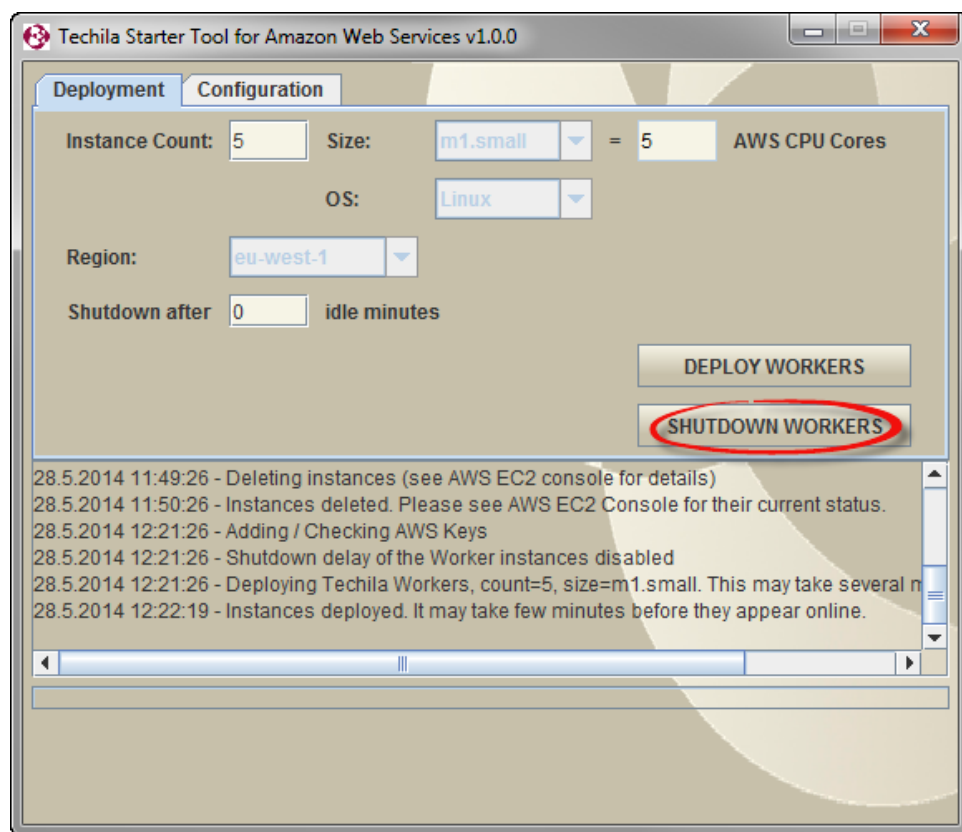 Techila Starter Tool for Amazon Web Services v1.0.0
Deployment Configuration
Instance Count: 5 Size: m1.small = 5 AWS CPU Cores
OS: Linux
Region: eu-west-1
Shutdown after 0 idle minutes
DEPLOY WORKERS
SHUTDOWN WORKERS
28.5.2014 11:49:26 - Deleting instances (see AWS EC2 console for details)
28.5.2014 11:50:26 - Instances deleted. Please see AWS EC2 Console for their current status.
28.5.2014 12:21:26 - Adding / Checking AWS Keys
28.5.2014 12:21:26 - Shutdown delay of the Worker instances disabled
28.5.2014 12:21:26 - Deploying Techila Workers, count=5, size=m1.small. This may take several
28.5.2014 12:22:19 - Instances deployed. It may take few minutes before they appear online.